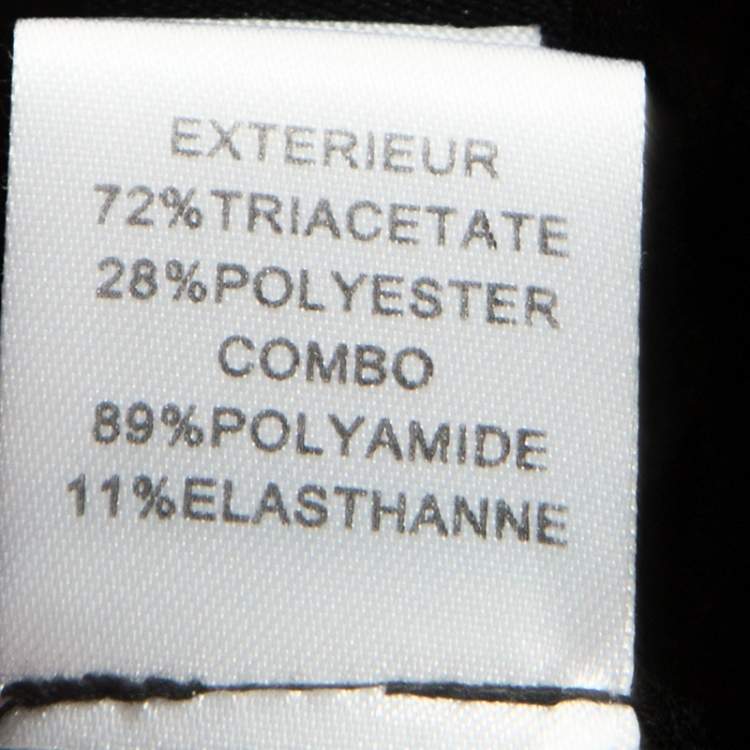 EXTERIEUR
72%TRIACETATE
28%POLYESTER
COMBO
89%POLYAMIDE
11%ELASTHANNE